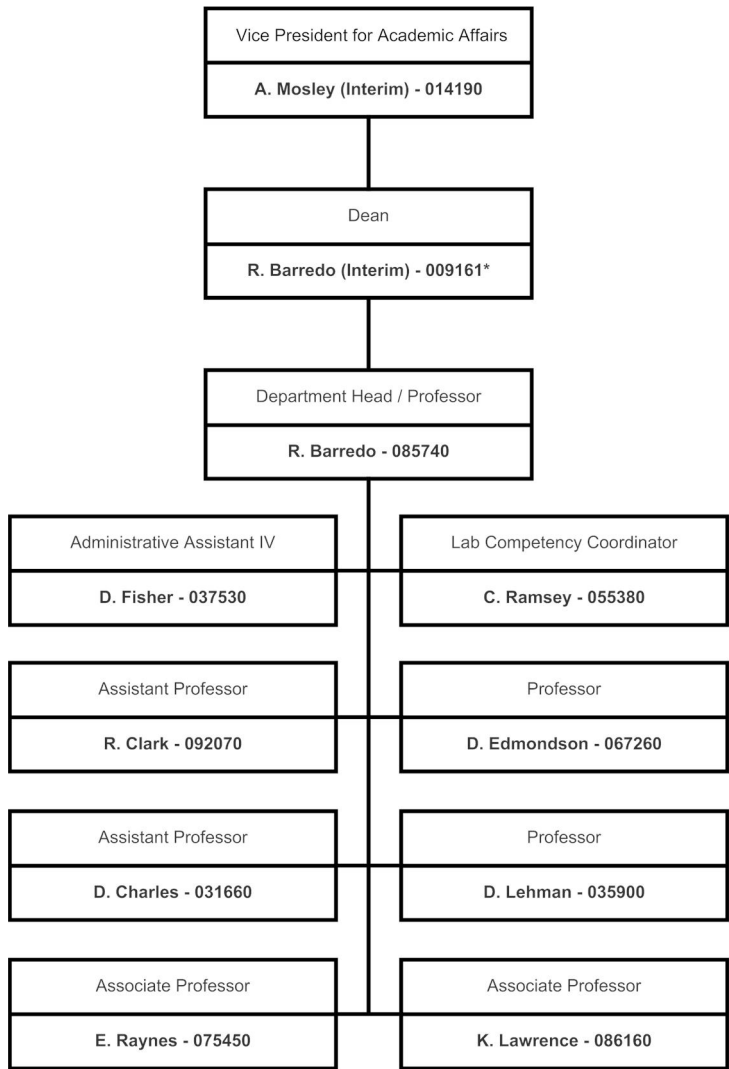 Vice President for Academic Affairs
A. Mosley (Interim) - 014190
Dean
R. Barredo (Interim) - 009161*
Department Head / Professor
R. Barredo - 085740
Administrative Assistant IV
D. Fisher - 037530
Lab Competency Coordinator
C. Ramsey - 055380
Assistant Professor
R. Clark - 092070
Professor
D. Edmondson - 067260
Assistant Professor
D. Charles - 031660
Professor
D. Lehman - 035900
Associate Professor
E. Raynes - 075450
Associate Professor
K. Lawrence - 086160